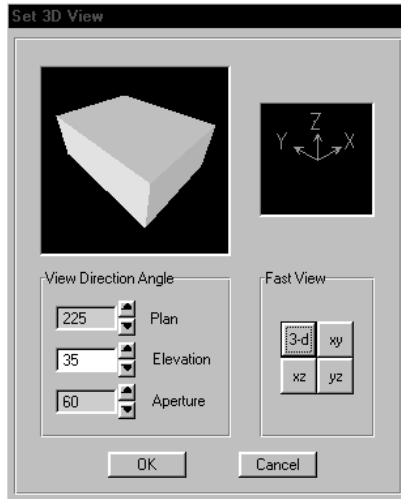 Set 3D View
Z
Y X
View Direction Angle
225 Plan
35 Elevation
60 Aperture
Fast View
3-d xy
xz yz
OK Cancel